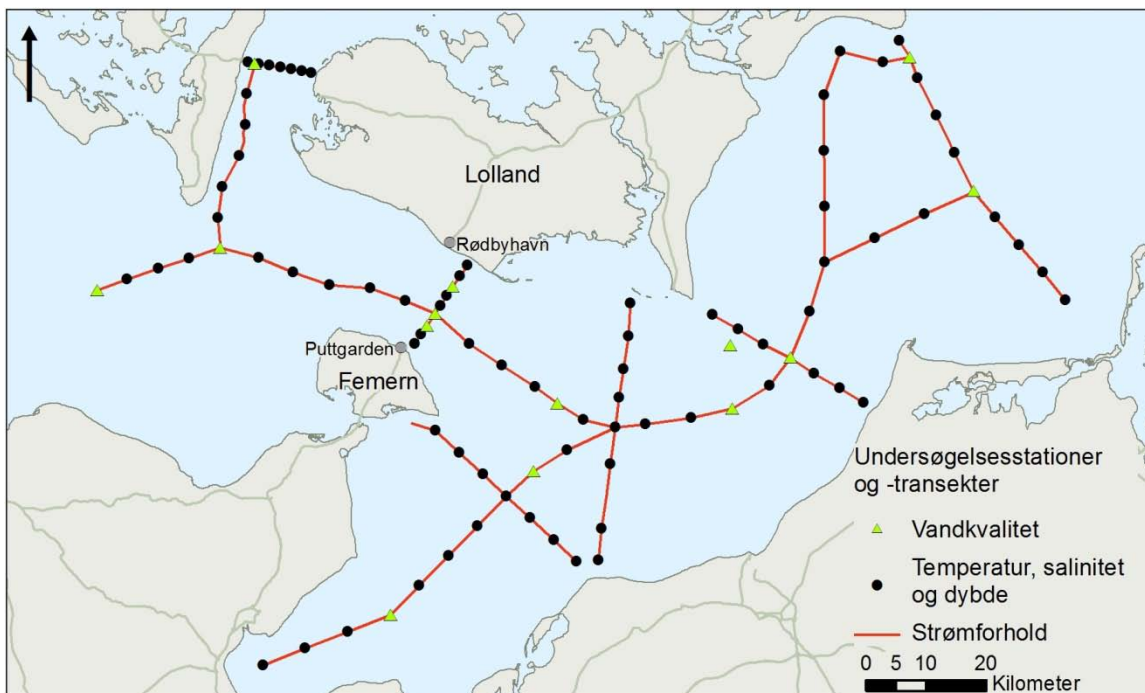 Lolland
Rødbyhavn
Puttgarden
Femern
Undersøgelsesstationer
og -transekter
Vandkvalitet
Temperatur, salinitet
og dybde
Strømforhold
0 5 10 20
Kilometer